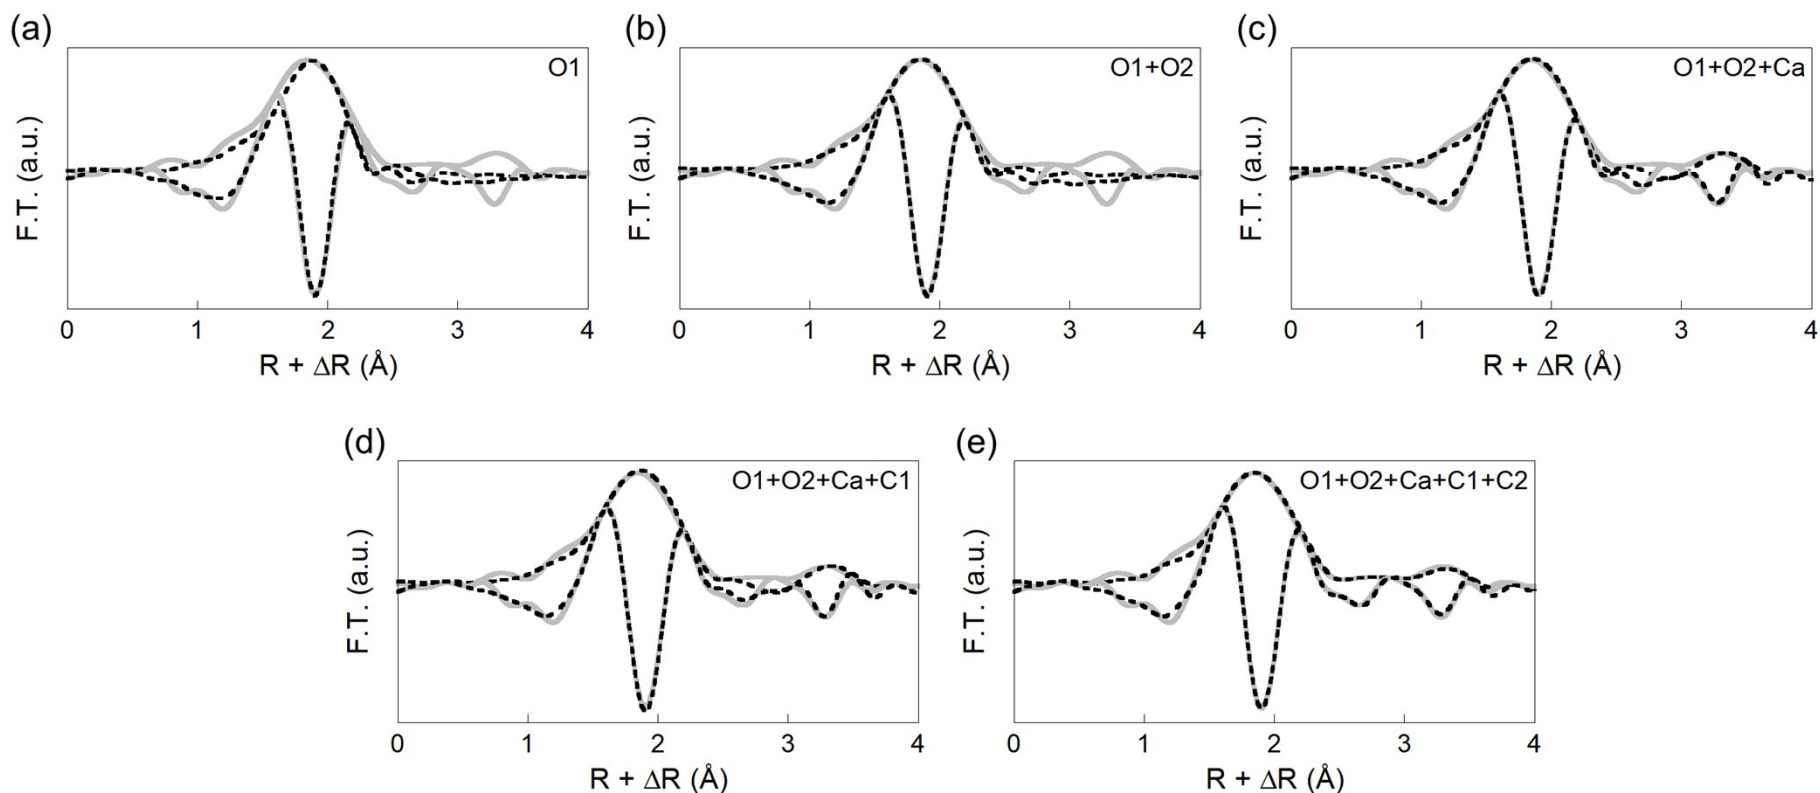 (a)
O1
F.T. (a.u.)
0 1 2 3 4
R + ΔR (Å)
(b)
O1+O2
F.T. (a.u.)
0 1 2 3 4
R + ΔR (Å)
(c)
O1+O2+Ca
F.T. (a.u.)
0 1 2 3 4
R + ΔR (Å)
(d)
O1+O2+Ca+C1
F.T. (a.u.)
0 1 2 3 4
R + ΔR (Å)
(e)
O1+O2+Ca+C1+C2
F.T. (a.u.)
0 1 2 3 4
R + ΔR (Å)